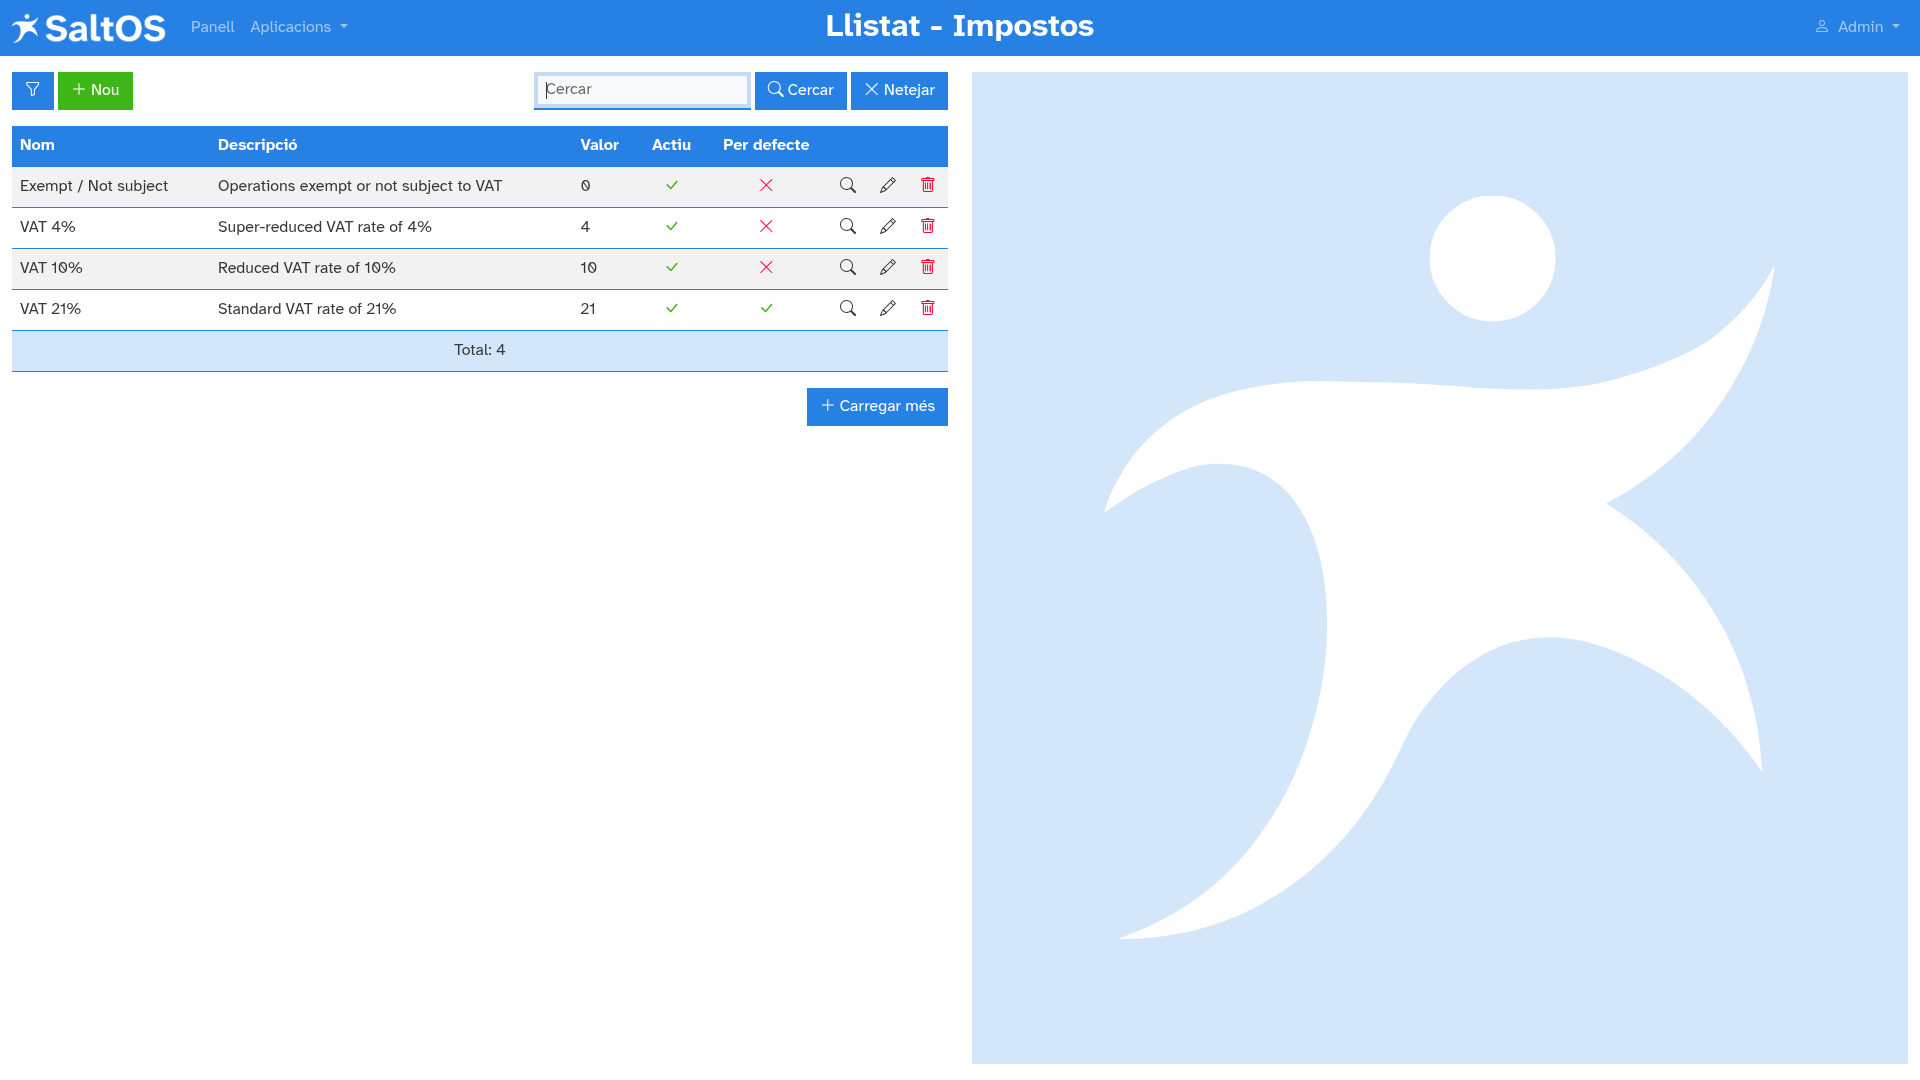 SaltOS Panell Aplicacions Llistat - Impostos Admin
Nou Cercar Cercar Netejar
Nom Descripció Valor Actiu Per defecte
Exempt / Not subject Operations exempt or not subject to VAT 0
VAT 4% Super-reduced VAT rate of 4% 4
VAT 10% Reduced VAT rate of 10% 10
VAT 21% Standard VAT rate of 21% 21
Total: 4
Carregar més